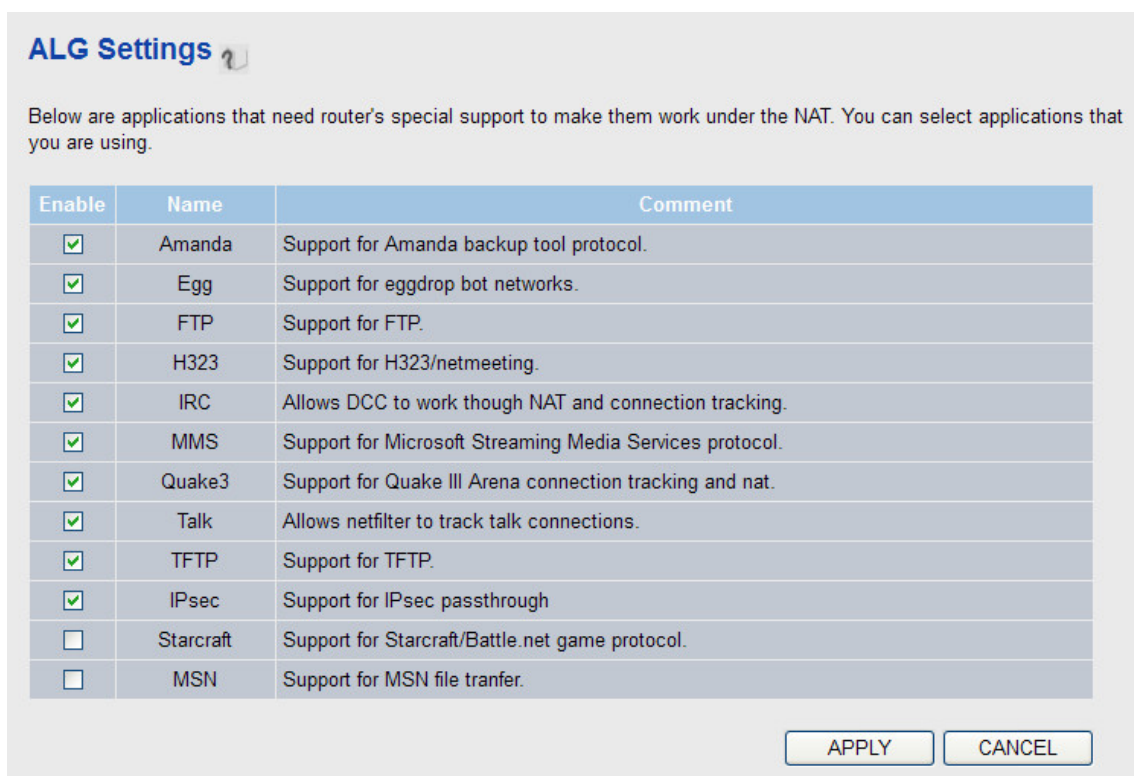 ALG Settings
Below are applications that need router's special support to make them work under the NAT. You can select applications that
you are using.
Enable Name Comment
Amanda Support for Amanda backup tool protocol.
Egg Support for eggdrop bot networks.
FTP Support for FTP.
H323 Support for H323/netmeeting.
IRC Allows DCC to work though NAT and connection tracking.
MMS Support for Microsoft Streaming Media Services protocol.
Quake3 Support for Quake III Arena connection tracking and nat.
Talk Allows netfilter to track talk connections.
TFTP Support for TFTP.
IPsec Support for IPsec passthrough
Starcraft Support for Starcraft/Battle.net game protocol.
MSN Support for MSN file tranfer.
APPLY CANCEL